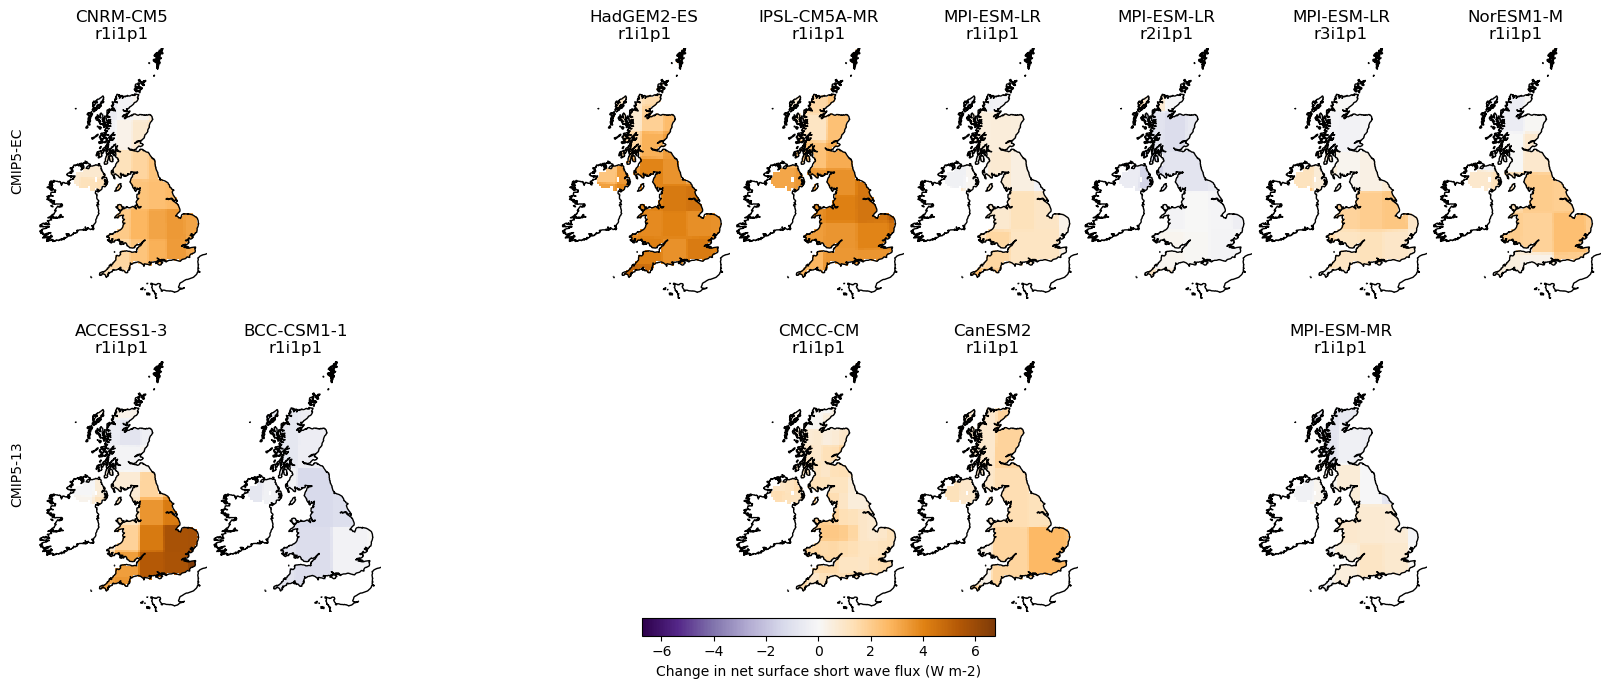 CNRM-CM5
r1i1p1
HadGEM2-ES
r1i1p1
IPSL-CM5A-MR
r1i1p1
MPI-ESM-LR
r1i1p1
MPI-ESM-LR
r2i1p1
MPI-ESM-LR
r3i1p1
NorESM1-M
r1i1p1
CMIP5-EC
ACCESS1-3
r1i1p1
BCC-CSM1-1
r1i1p1
CMCC-CM
r1i1p1
CanESM2
r1i1p1
MPI-ESM-MR
r1i1p1
CMIP5-13
−6 −4 −2 0 2 4 6
Change in net surface short wave flux (W m-2)